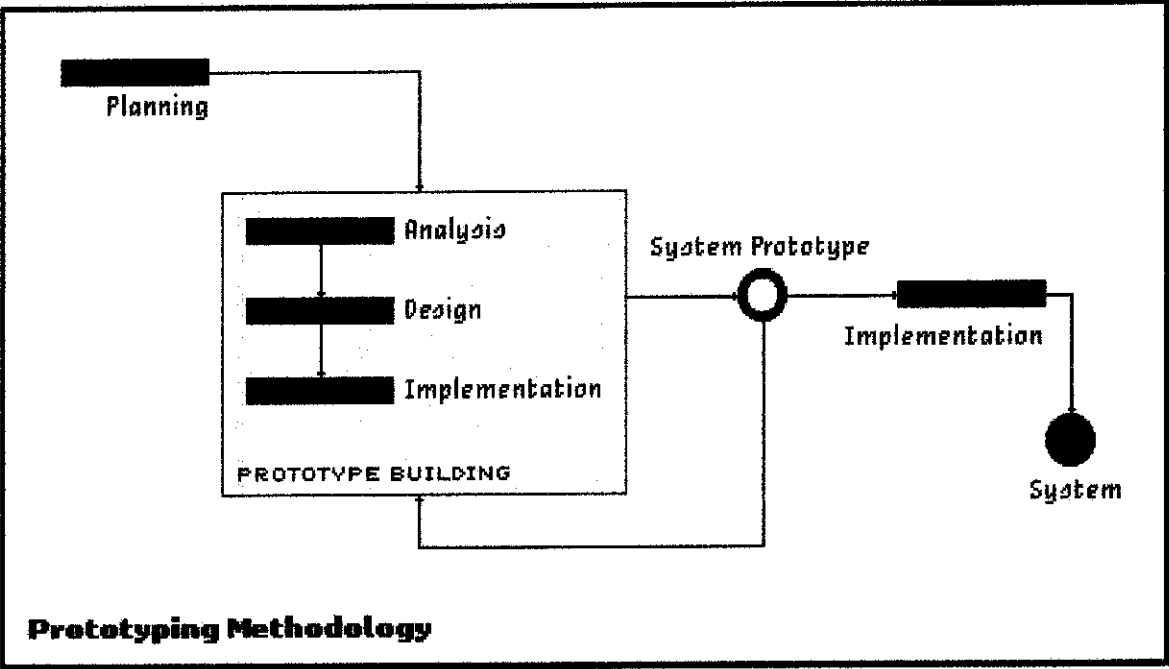 Planning
Analysis
System Prototype
Design
Implementation
Implementation
PROTOTYPE BUILDING
System
Prototyping Methodology